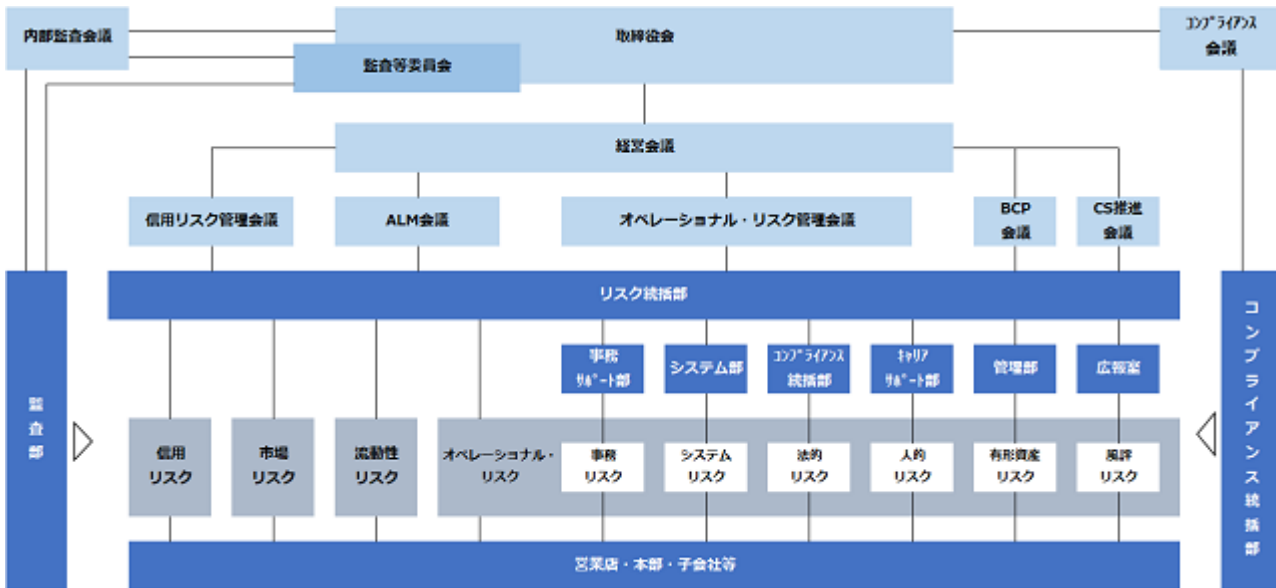 内部監査会議
取締役会
ｺﾝﾌﾟﾗｲｱﾝｽ
会議
監査等委員会
経営会議
信用リスク管理会議
ALM会議
オペレーショナル・リスク管理会議
BCP
会議
CS推進
会議
リスク統括部
事務
ｻﾎﾟｰﾄ部
システム部
ｺﾝﾌﾟﾗｲｱﾝｽ
統括部
ｷｬﾘｱ
ｻﾎﾟｰﾄ部
管理部
広報室
監査部
コンプライアンス統括部
信用
リスク
市場
リスク
流動性
リスク
オペレーショナル・
リスク
事務
リスク
システム
リスク
法的
リスク
人的
リスク
有形資産
リスク
風評
リスク
営業店・本部・子会社等